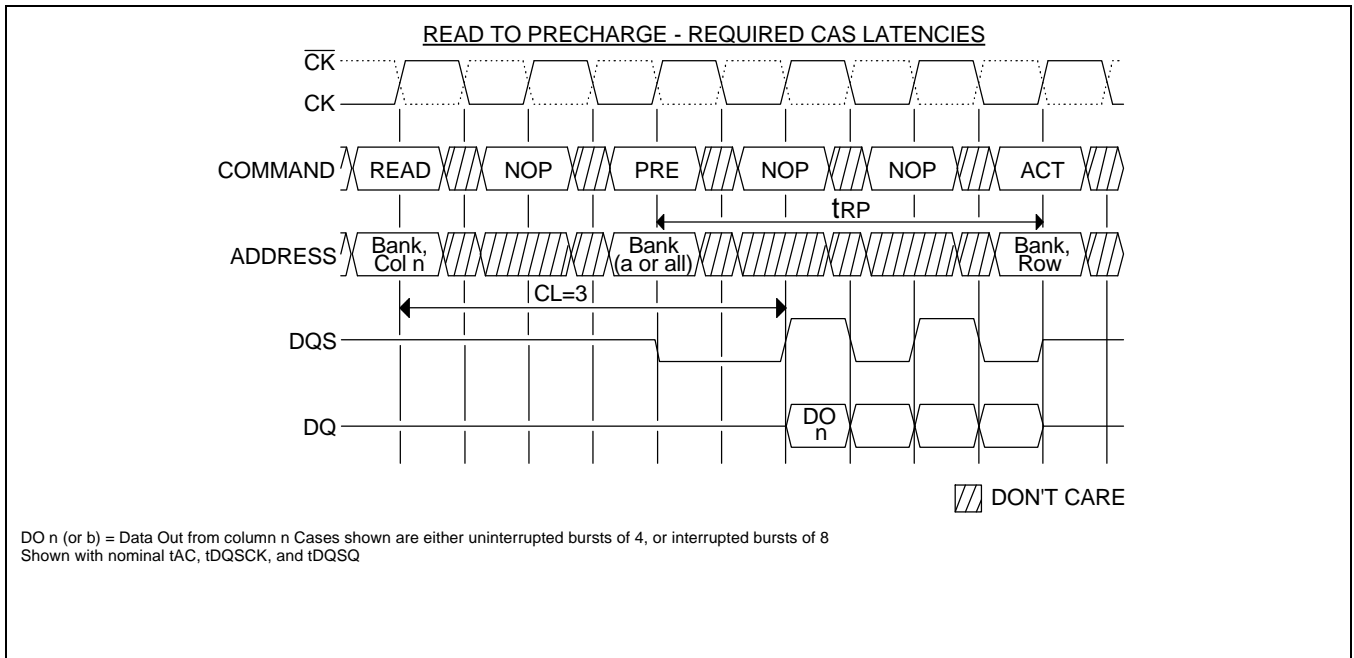 READ TO PRECHARGE - REQUIRED CAS LATENCIES
CK
CK
COMMAND READ NOP PRE NOP NOP ACT
tRP
ADDRESS Bank, Col n Bank (a or all) Bank, Row
CL=3
DQS
DQ DO n
DON'T CARE
DO n (or b) = Data Out from column n Cases shown are either uninterrupted bursts of 4, or interrupted bursts of 8
Shown with nominal tAC, tDQSCK, and tDQSQ